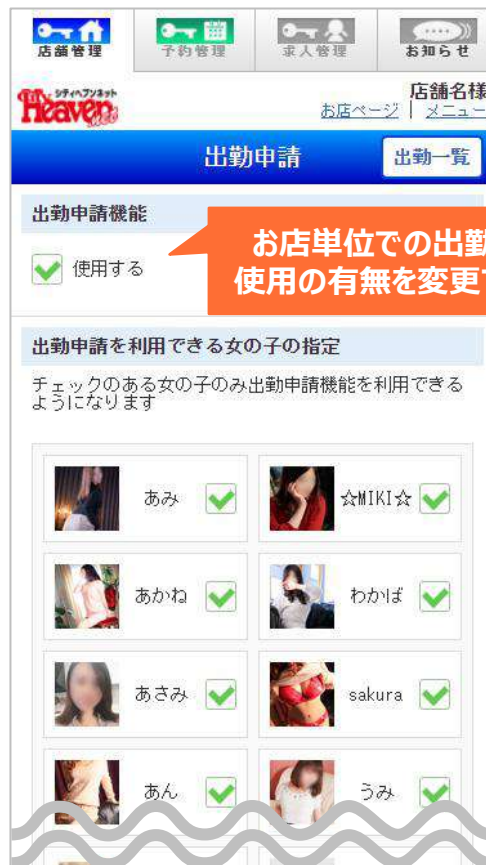 店舗管理
予約管理
求人管理
お知らせ
シティヘブンネット
Heaven
店舗名様
お店ページ | メニュー
出勤申請
出勤一覧
出勤申請機能
使用する
お店単位での出勤
使用の有無を変更
出勤申請を利用できる女の子の指定
チェックのある女の子のみ出勤申請機能を利用できる
ようになります
あみ
☆MIKI☆
あかね
わかば
あさみ
sakura
あん
うみ